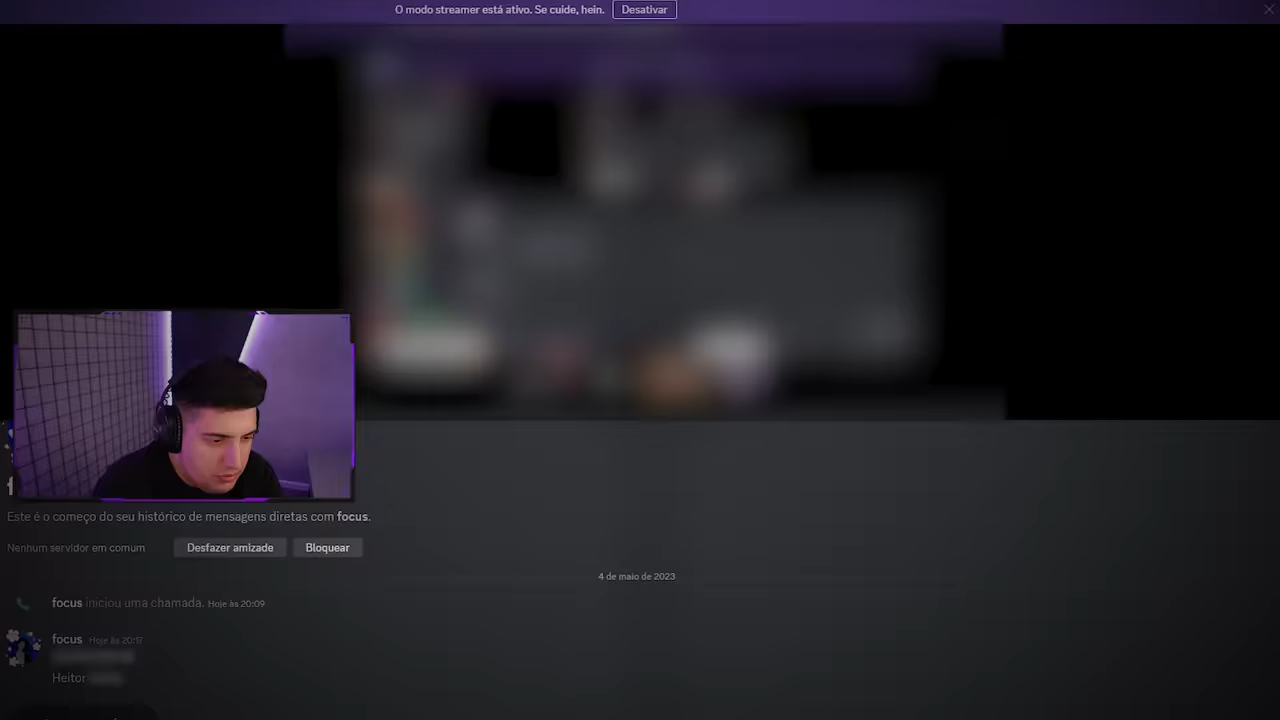 O modo streamer está ativo. Se cuide, hein. Desativar
Este é o começo do seu histórico de mensagens diretas com focus.
Nenhum servidor em comum Desfazer amizade Bloquear
4 de maio de 2023
focus iniciou uma chamada. Hoje às 20:09
focus Hoje às 20:17
Heitor